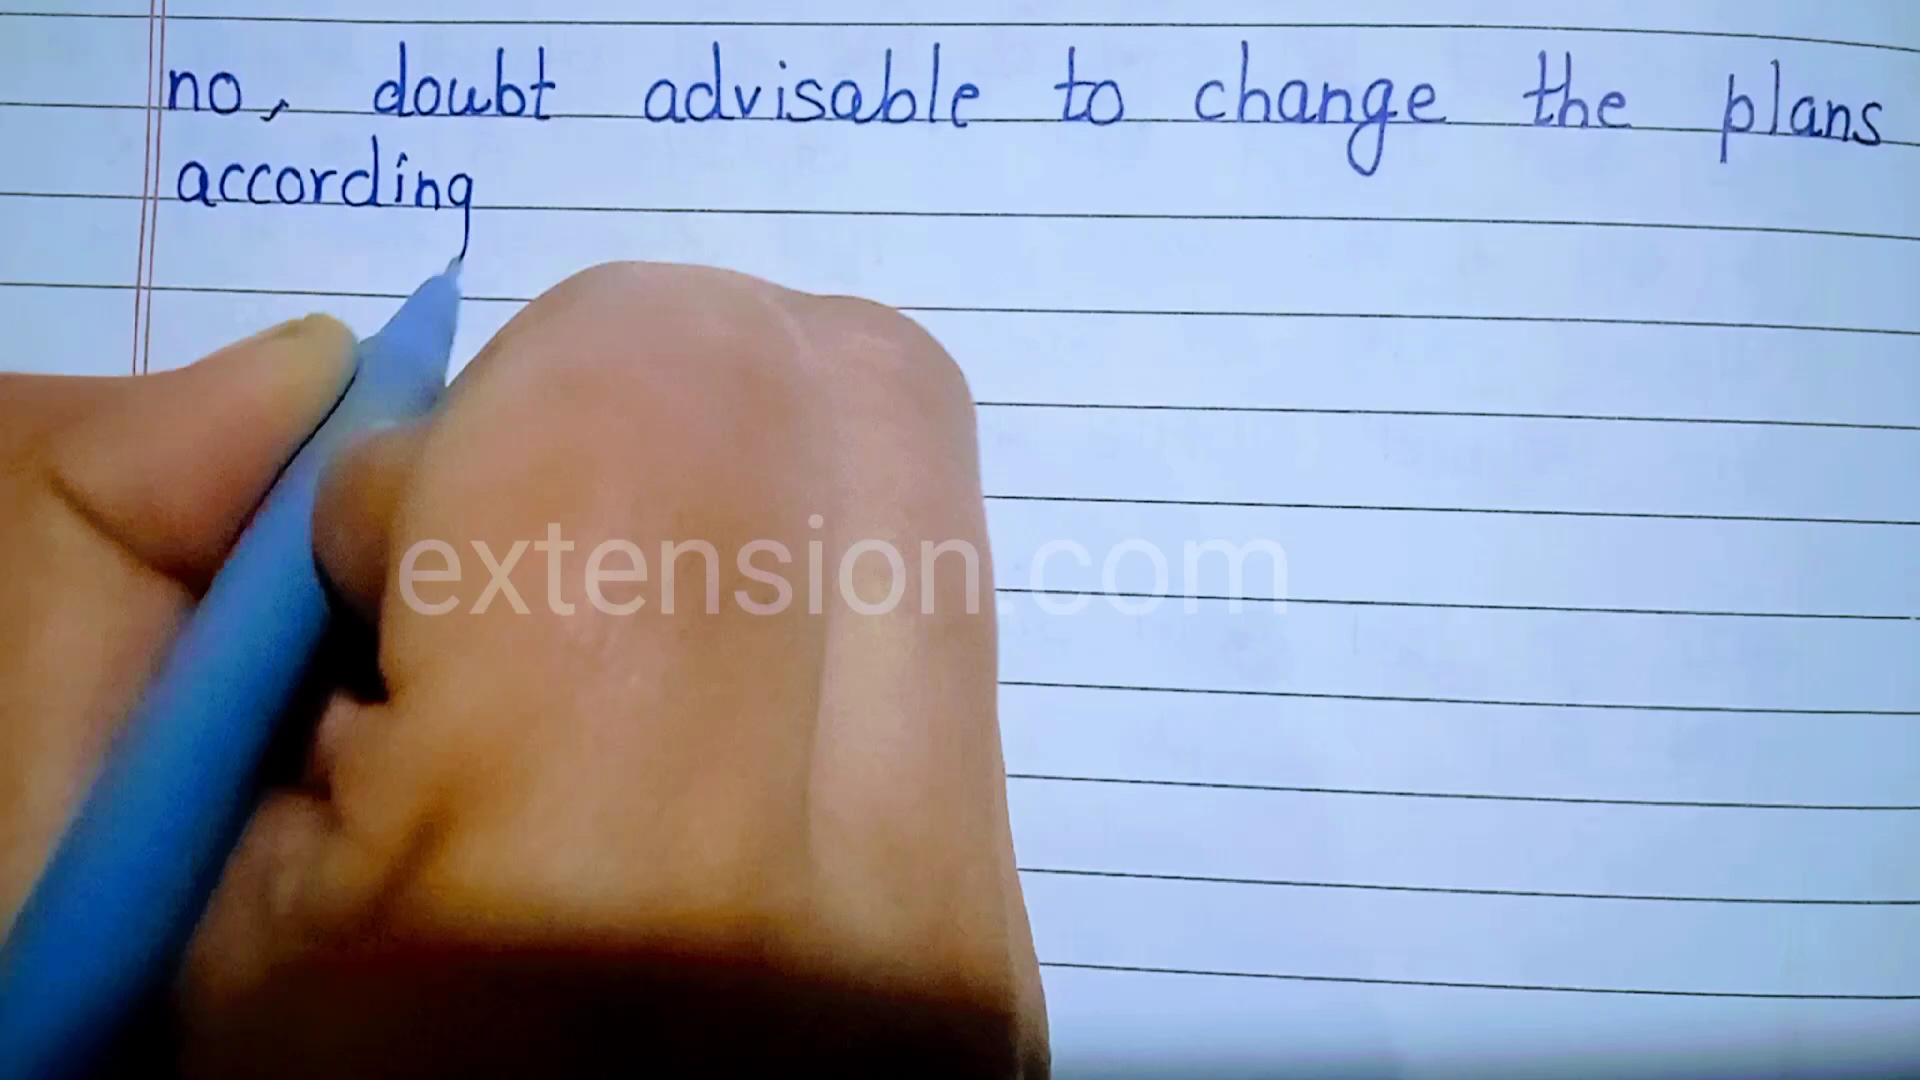 no, doubt advisable to change the plans
according
extension.com